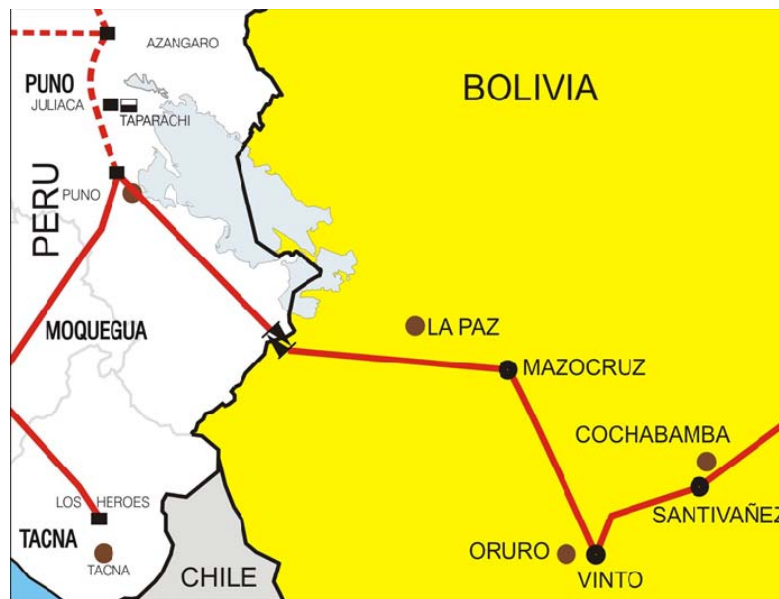 AZANGARO
PUNO
JULIACA
TAPARACHI
BOLIVIA
PERU
PUNO
MOQUEGUA
LA PAZ
MAZOCRUZ
COCHABAMBA
SANTIVAÑEZ
LOS HEROES
TACNA
TACNA
CHILE
ORURO
VINTO